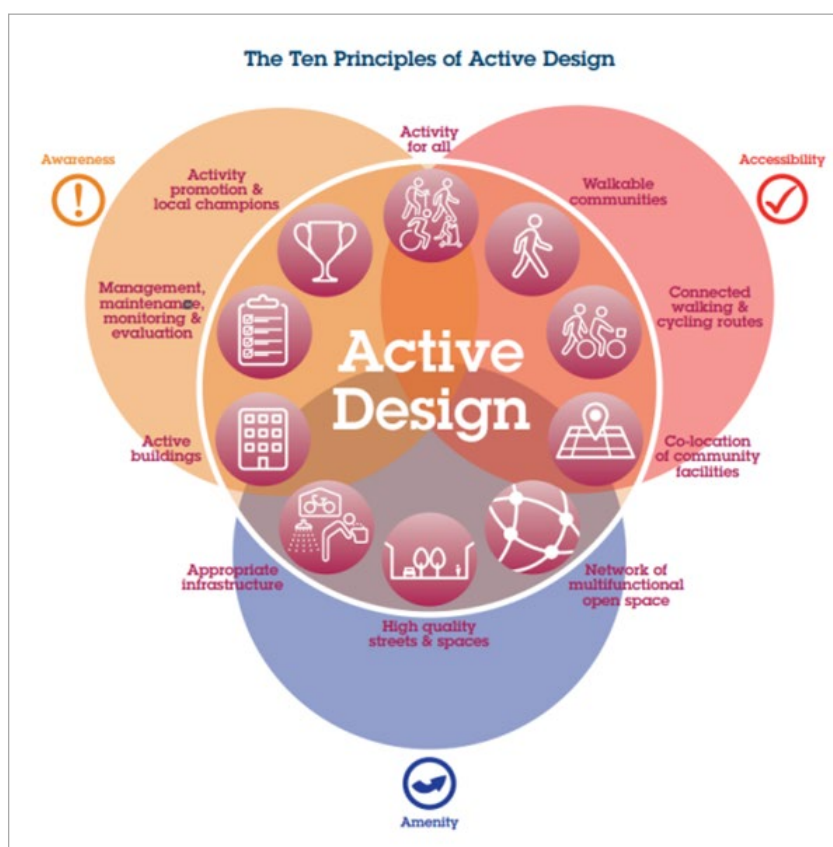 The Ten Principles of Active Design
Activity
for all
Awareness
Accessibility
Activity
promotion &
local champions
Walkable
communities
Management,
maintenance,
monitoring &
evaluation
Connected
walking &
cycling routes
Active
Design
Active
buildings
Co-location
of community
facilities
Appropriate
infrastructure
Network of
multifunctional
open space
High quality
streets & spaces
Amenity